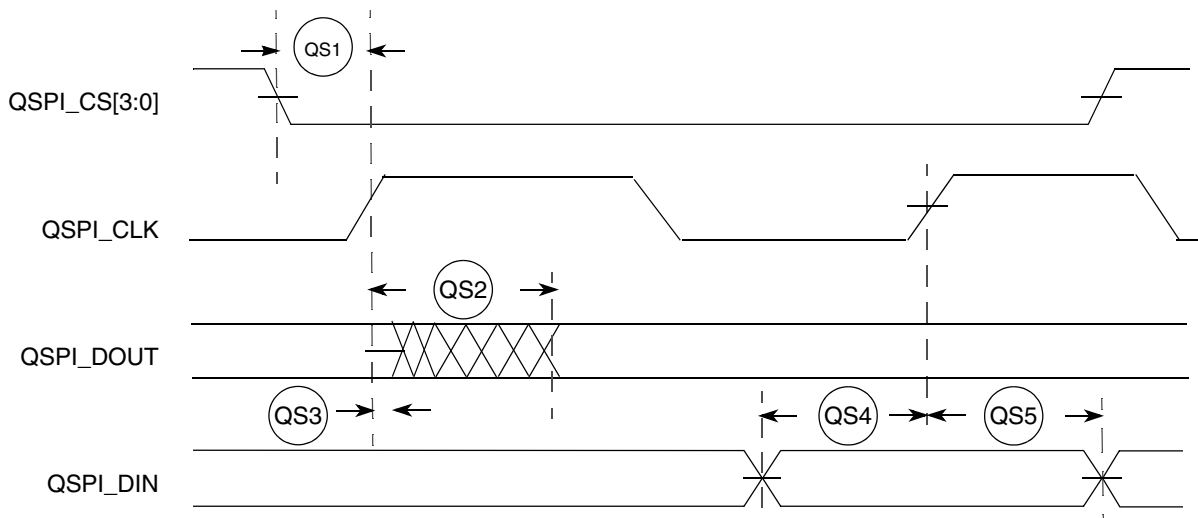 QS1
QSPI_CS[3:0]
QSPI_CLK
QS2
QSPI_DOUT
QS3
QS4
QS5
QSPI_DIN